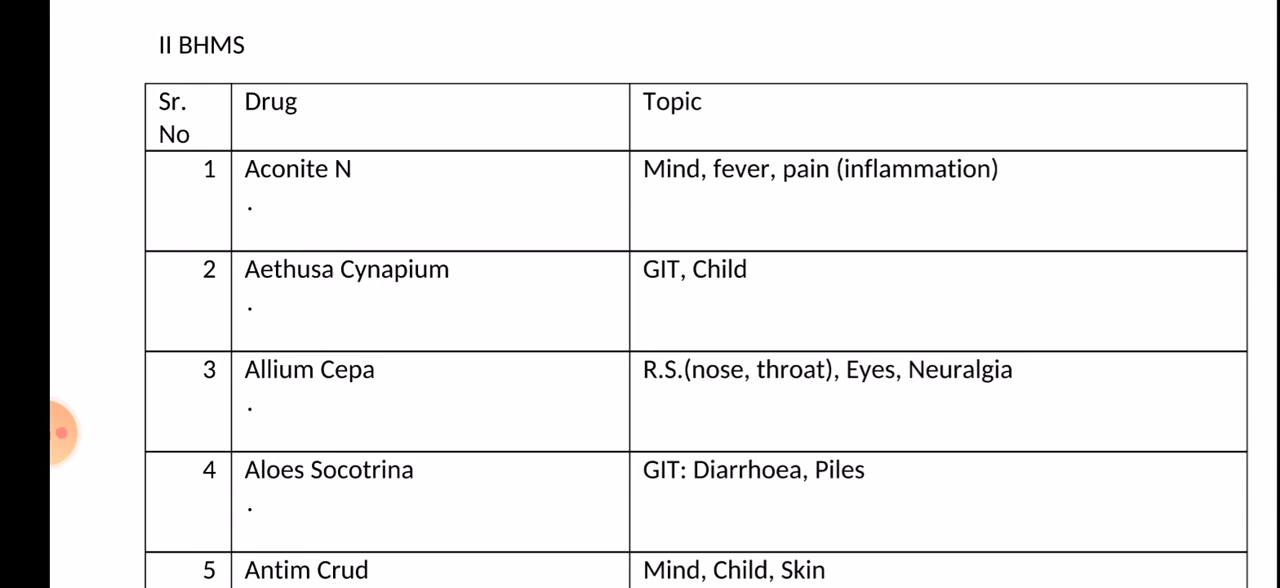 II BHMS
Sr. No Drug Topic
1 Aconite N Mind, fever, pain (inflammation)
.
2 Aethusa Cynapium GIT, Child
.
3 Allium Cepa R.S.(nose, throat), Eyes, Neuralgia
.
4 Aloes Socotrina GIT: Diarrhoea, Piles
.
5 Antim Crud Mind, Child, Skin